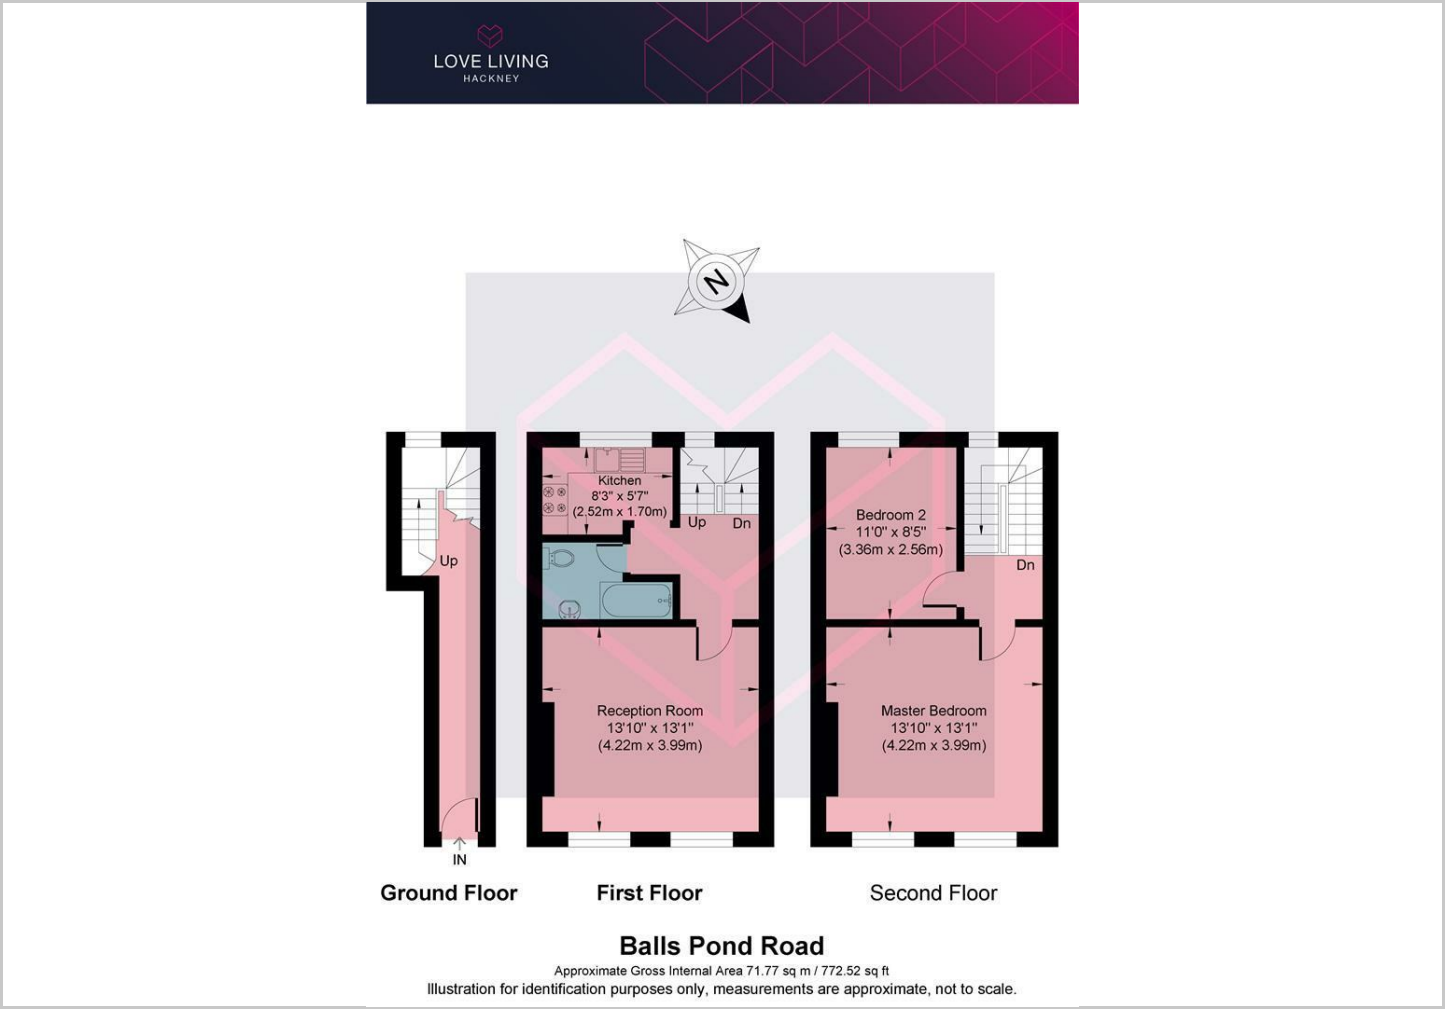 LOVE LIVING
HACKNEY
N
Kitchen
8'3" x 5'7"
(2.52m x 1.70m)
Up
Dn
Bedroom 2
11'0" x 8'5"
(3.36m x 2.56m)
Dn
Up
Reception Room
13'10" x 13'1"
(4.22m x 3.99m)
Master Bedroom
13'10" x 13'1"
(4.22m x 3.99m)
IN
Ground Floor
First Floor
Second Floor
Balls Pond Road
Approximate Gross Internal Area 71.77 sq m / 772.52 sq ft
Illustration for identification purposes only, measurements are approximate, not to scale.